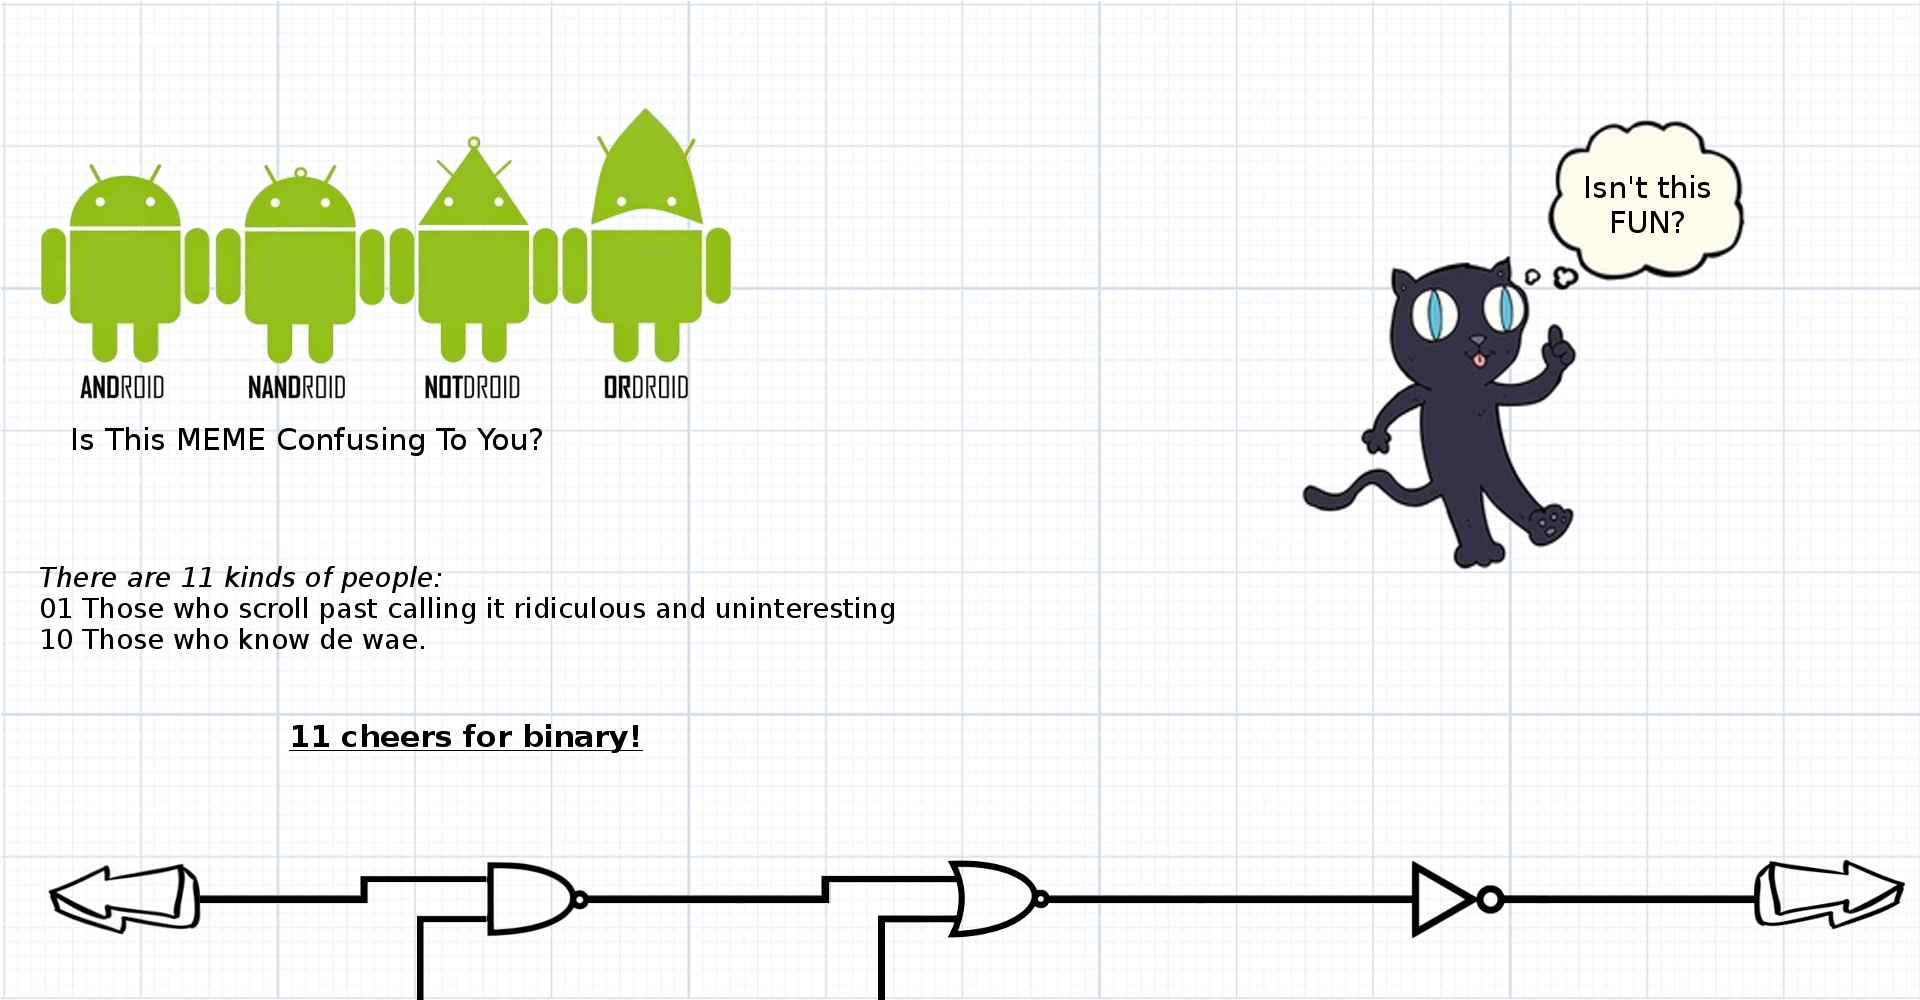 ANDROID NANDROID NOTDROID ORDROID
Is This MEME Confusing To You?
Isn't this
FUN?
There are 11 kinds of people:
01 Those who scroll past calling it ridiculous and uninteresting
10 Those who know de wae.
11 cheers for binary!